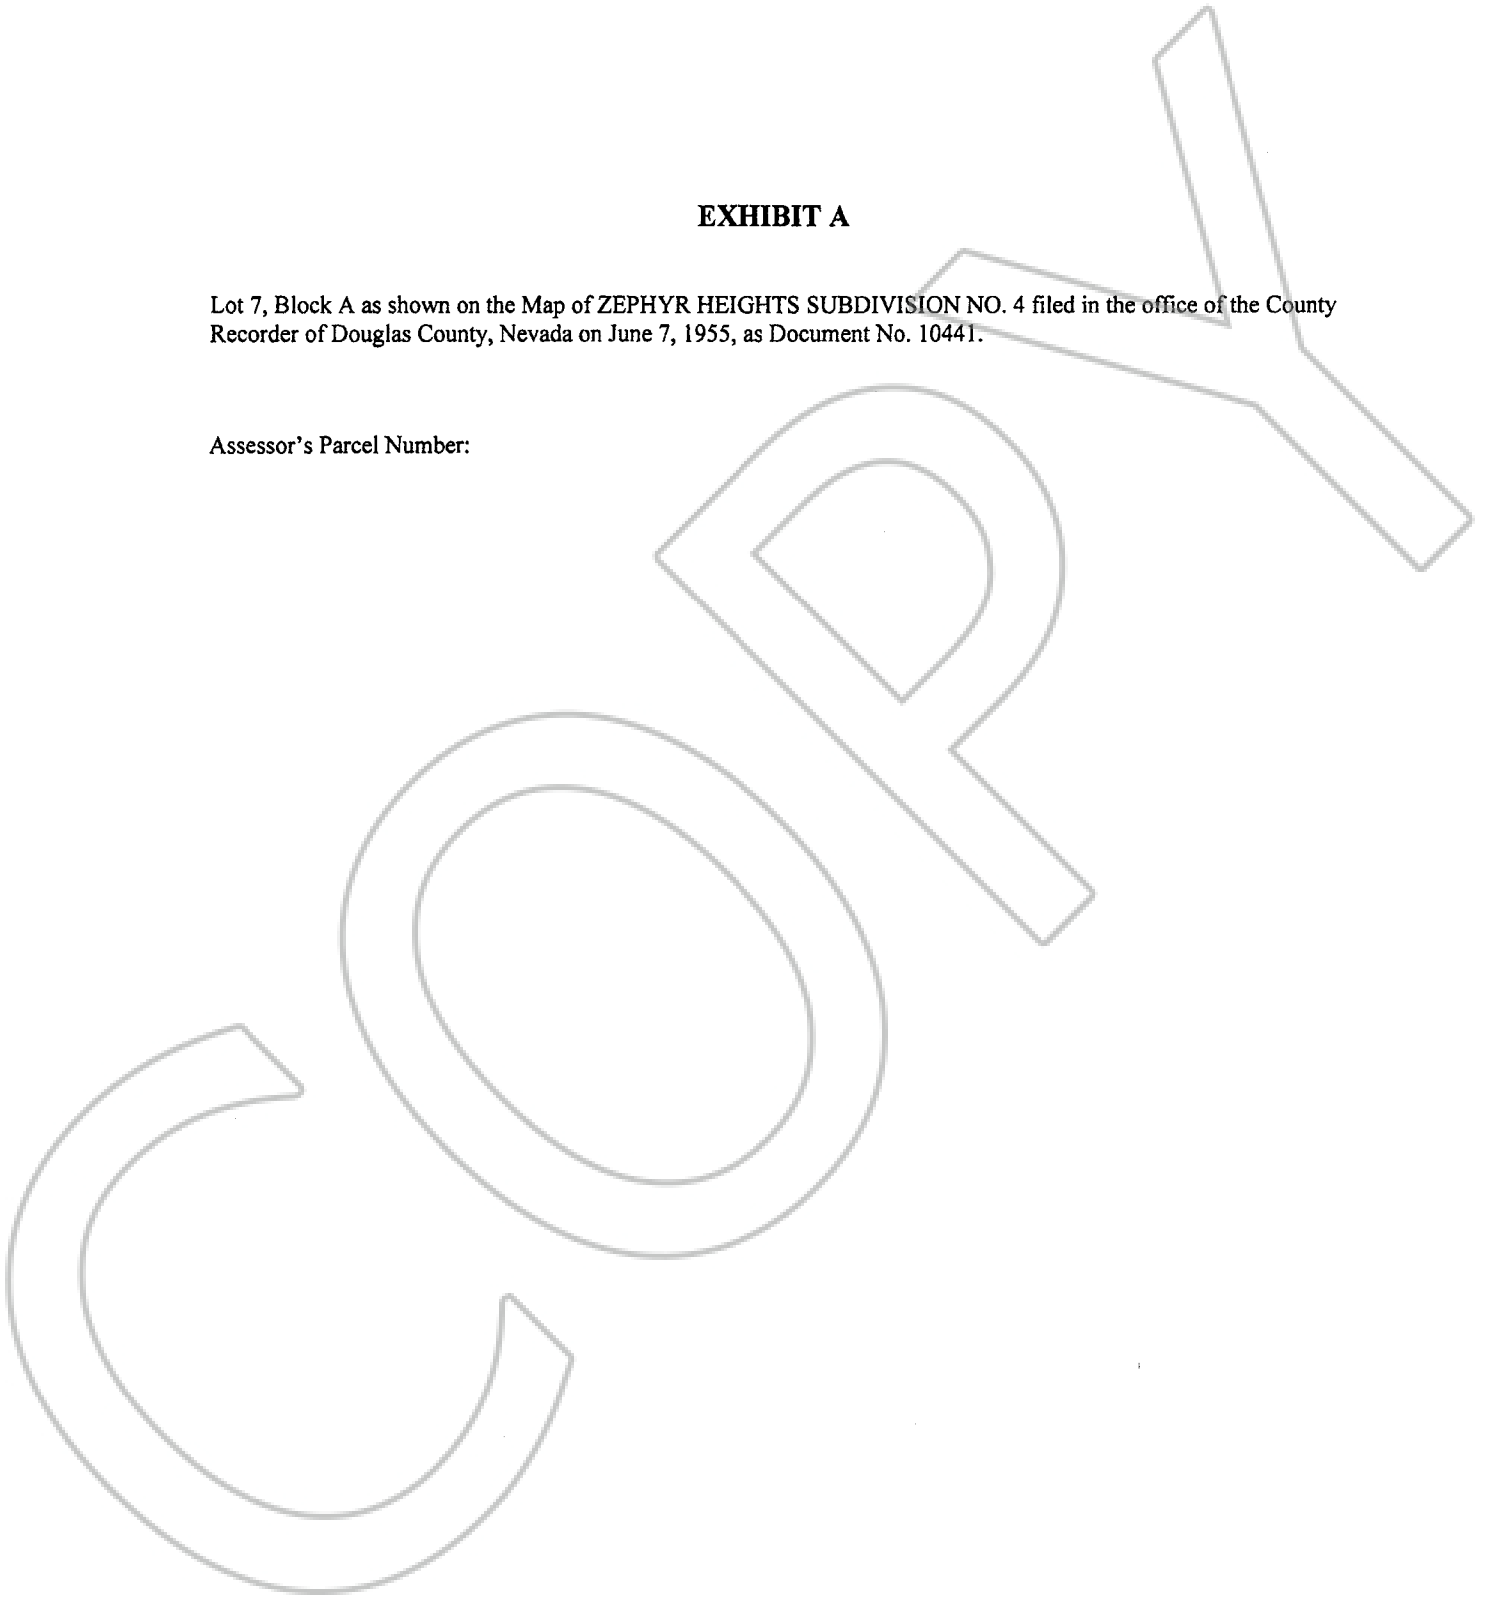 EXHIBIT A
Lot 7, Block A as shown on the Map of ZEPHYR HEIGHTS SUBDIVISION NO. 4 filed in the office of the County
Recorder of Douglas County, Nevada on June 7, 1955, as Document No. 10441.
Assessor's Parcel Number:
COPY